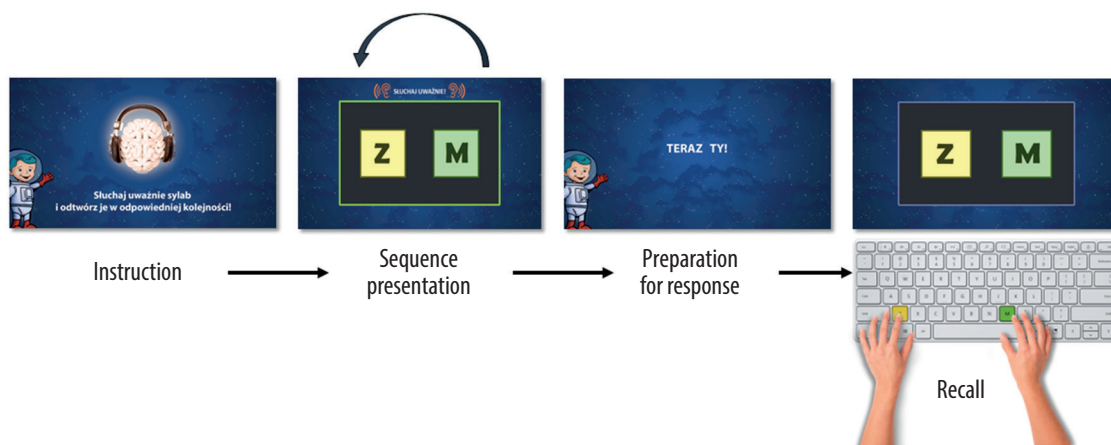 SŁUCHAJ UWAŻNIE!
Z M
TERAZ TY!
Z M
Słuchaj uważnie sylab
i odtwórz je w odpowiedniej kolejności!
Instruction
Sequence
presentation
Preparation
for response
M
Recall